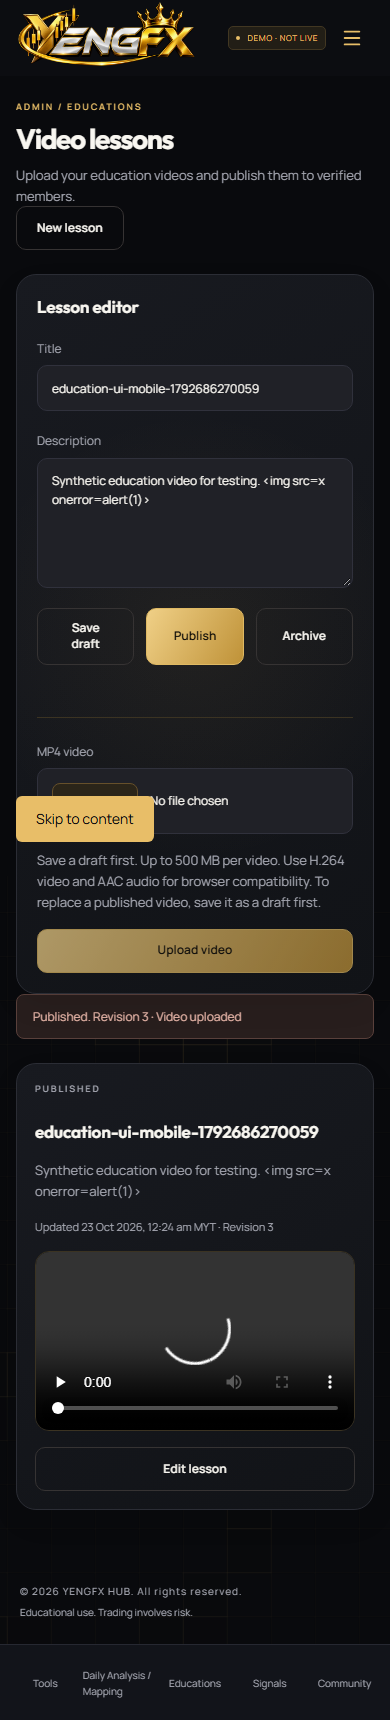 YENGFX
DEMO - NOT LIVE
ADMIN / EDUCATIONS
Video lessons
Upload your education videos and publish them to verified
members.
New lesson
Lesson editor
Title
education-ui-mobile-1792686270059
Description
Synthetic education video for testing. <img src=x
onerror=alert(1)>
Save
draft
Publish
Archive
MP4 video
No file chosen
Skip to content
Save a draft first. Up to 500 MB per video. Use H.264
video and AAC audio for browser compatibility. To
replace a published video, save it as a draft first.
Upload video
Published. Revision 3 · Video uploaded
PUBLISHED
education-ui-mobile-1792686270059
Synthetic education video for testing. <img src=x
onerror=alert(1)>
Updated 23 Oct 2026, 12:24 am MYT · Revision 3
0:00
Edit lesson
© 2026 YENGFX HUB. All rights reserved.
Educational use. Trading involves risk.
Tools
Daily Analysis /
Mapping
Educations
Signals
Community